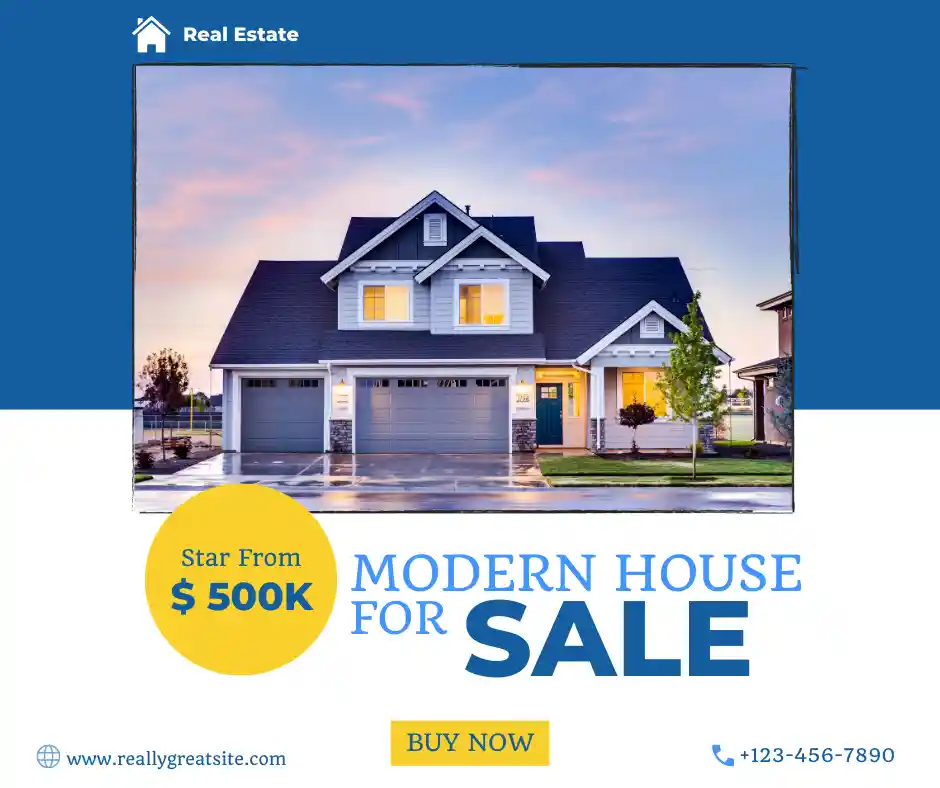 Real Estate
Star From
$ 500K
MODERN HOUSE
FOR SALE
BUY NOW
www.reallygreatsite.com
+123-456-7890